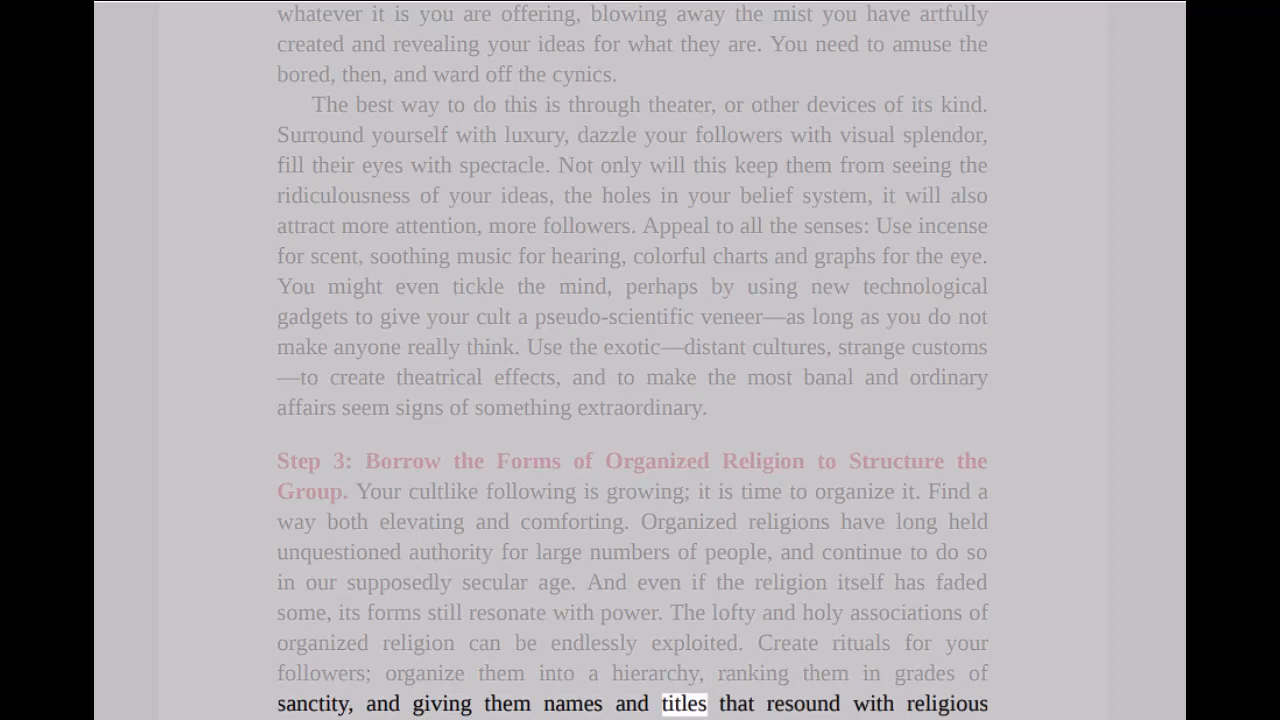 whatever it is you are offering, blowing away the mist you have artfully
created and revealing your ideas for what they are. You need to amuse the
bored, then, and ward off the cynics.
The best way to do this is through theater, or other devices of its kind.
Surround yourself with luxury, dazzle your followers with visual splendor,
fill their eyes with spectacle. Not only will this keep them from seeing the
ridiculousness of your ideas, the holes in your belief system, it will also
attract more attention, more followers. Appeal to all the senses: Use incense
for scent, soothing music for hearing, colorful charts and graphs for the eye.
You might even tickle the mind, perhaps by using new technological
gadgets to give your cult a pseudo-scientific veneer—as long as you do not
make anyone really think. Use the exotic—distant cultures, strange customs
—to create theatrical effects, and to make the most banal and ordinary
affairs seem signs of something extraordinary.
Step 3: Borrow the Forms of Organized Religion to Structure the
Group. Your cultlike following is growing; it is time to organize it. Find a
way both elevating and comforting. Organized religions have long held
unquestioned authority for large numbers of people, and continue to do so
in our supposedly secular age. And even if the religion itself has faded
some, its forms still resonate with power. The lofty and holy associations of
organized religion can be endlessly exploited. Create rituals for your
followers; organize them into a hierarchy, ranking them in grades of
sanctity, and giving them names and titles that resound with religious